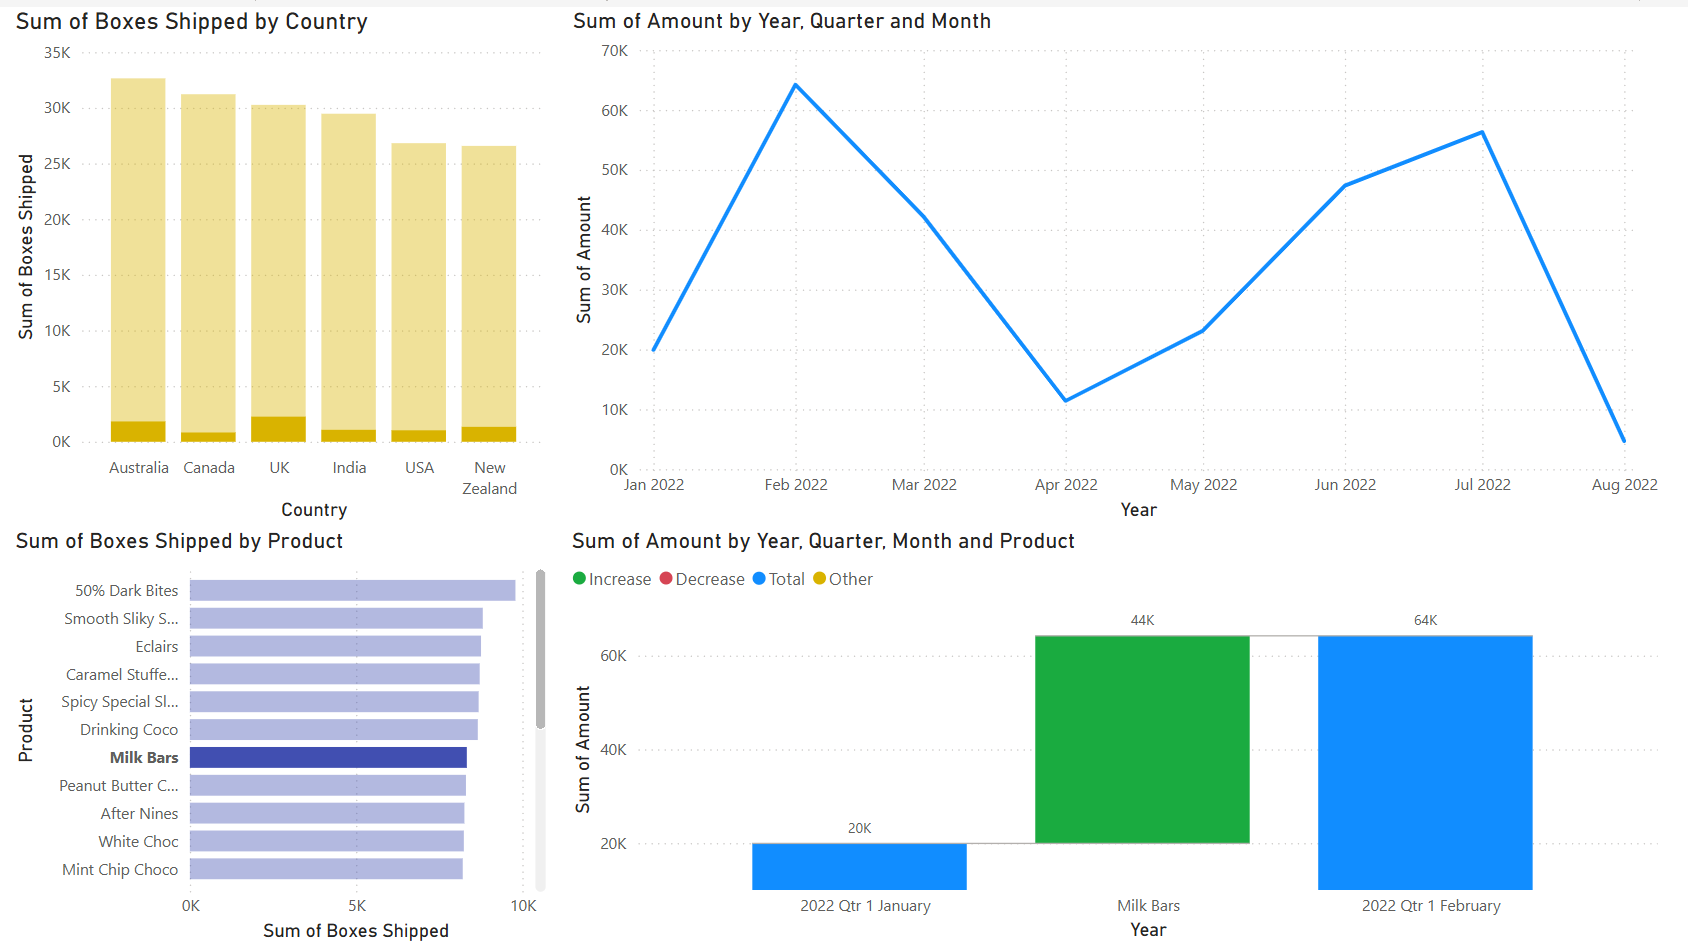 Sum of Boxes Shipped by Country
35K
30K
25K
20K
15K
10K
5K
0K
Sum of Boxes Shipped
Australia Canada UK India USA New Zealand
Country
Sum of Amount by Year, Quarter and Month
70K
60K
50K
40K
30K
20K
10K
0K
Sum of Amount
Jan 2022 Feb 2022 Mar 2022 Apr 2022 May 2022 Jun 2022 Jul 2022 Aug 2022
Year
Sum of Boxes Shipped by Product
Product
50% Dark Bites
Smooth Sliky S...
Eclairs
Caramel Stuffe...
Spicy Special Sl...
Drinking Coco
Milk Bars
Peanut Butter C...
After Nines
White Choc
Mint Chip Choco
0K 5K 10K
Sum of Boxes Shipped
Sum of Amount by Year, Quarter, Month and Product
Increase Decrease Total Other
60K
40K
20K
Sum of Amount
20K
44K
64K
2022 Qtr 1 January Milk Bars 2022 Qtr 1 February
Year